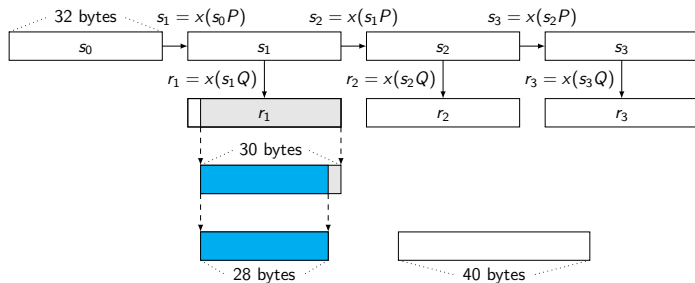 32 bytes
s₁ = x(s₀P)
s₂ = x(s₁P)
s₃ = x(s₂P)
s₀
s₁
s₂
s₃
r₁ = x(s₁Q)
r₂ = x(s₂Q)
r₃ = x(s₃Q)
r₁
r₂
r₃
30 bytes
28 bytes
40 bytes